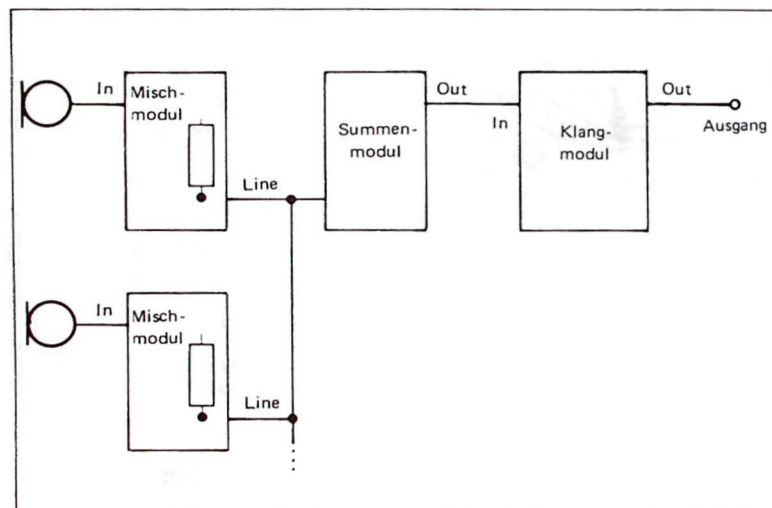 In
Misch-
modul
Line
Summen-
modul
Out
In
Klang-
modul
Out
Ausgang
In
Misch-
modul
Line